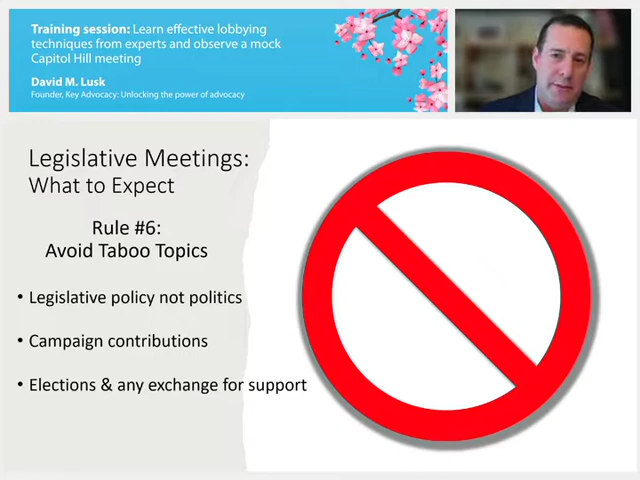 Training session: Learn effective lobbying
techniques from experts and observe a mock
Capitol Hill meeting
David M. Lusk
Founder, Key Advocacy: Unlocking the power of advocacy
Legislative Meetings:
What to Expect
Rule #6:
Avoid Taboo Topics
• Legislative policy not politics
• Campaign contributions
• Elections & any exchange for support